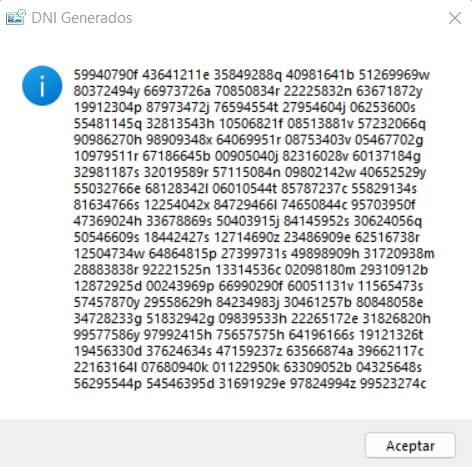 DNI Generados
59940790f 43641211e 35849288q 40981641b 51269969w
80372494y 66973726a 70850834r 22225832n 63671872y
19912304p 87973472j 76594554t 27954604j 06253600s
55481145q 32813543h 10506821f 08513881v 57232066q
90986270h 98909348x 64069951r 08753403v 05467702g
10979511r 67186645b 00905040j 82316028v 60137184g
32981187s 32019589r 57115084n 09802142w 40652529y
55032766e 68128342l 06010544t 85787237c 55829134s
81634766s 12254042x 84729466l 74650844c 95703950f
47369024h 33678869s 50403915j 84145952s 30624056q
50546609s 18442427s 12714690z 23486909e 62516738r
12504734w 64864815p 27399731s 49898909h 31720938m
28883838r 92221525n 13314536c 02098180m 29310912b
12872925d 00243969p 66990290f 60051131v 11565473s
57457870y 29558629h 84234983j 30461257b 80848058e
34728233g 51832942g 09839533h 22265172e 31826820h
99577586y 97992415h 75657575h 64196166s 19121326t
19456330d 37624634s 47159237z 63566874a 39662117c
22163164l 07680940k 01122950k 63309052b 04325648s
56295544p 54546395d 31691929e 97824994z 99523274c
Aceptar